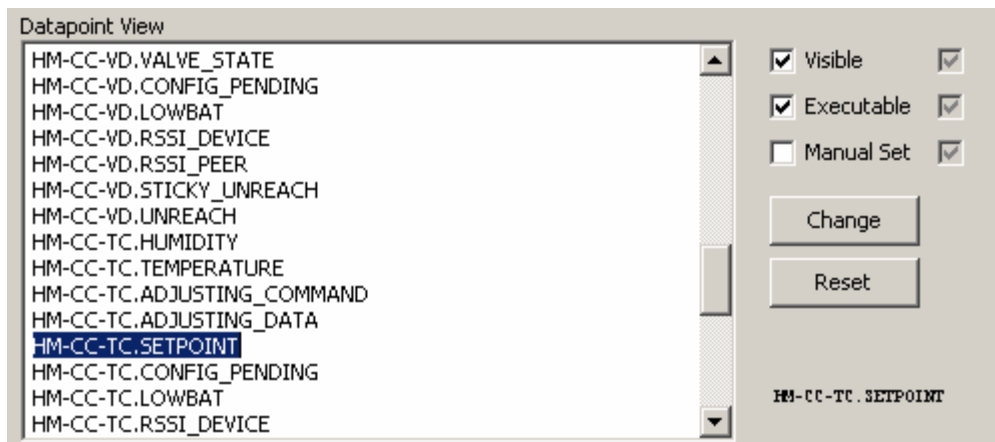 Datapoint View
HM-CC-VD.VALVE_STATE
HM-CC-VD.CONFIG_PENDING
HM-CC-VD.LOWBAT
HM-CC-VD.RSSI_DEVICE
HM-CC-VD.RSSI_PEER
HM-CC-VD.STICKY_UNREACH
HM-CC-VD.UNREACH
HM-CC-TC.HUMIDITY
HM-CC-TC.TEMPERATURE
HM-CC-TC.ADJUSTING_COMMAND
HM-CC-TC.ADJUSTING_DATA
HM-CC-TC.SETPOINT
HM-CC-TC.CONFIG_PENDING
HM-CC-TC.LOWBAT
HM-CC-TC.RSSI_DEVICE
Visible
Executable
Manual Set
Change
Reset
HM-CC-TC.SETPOINT